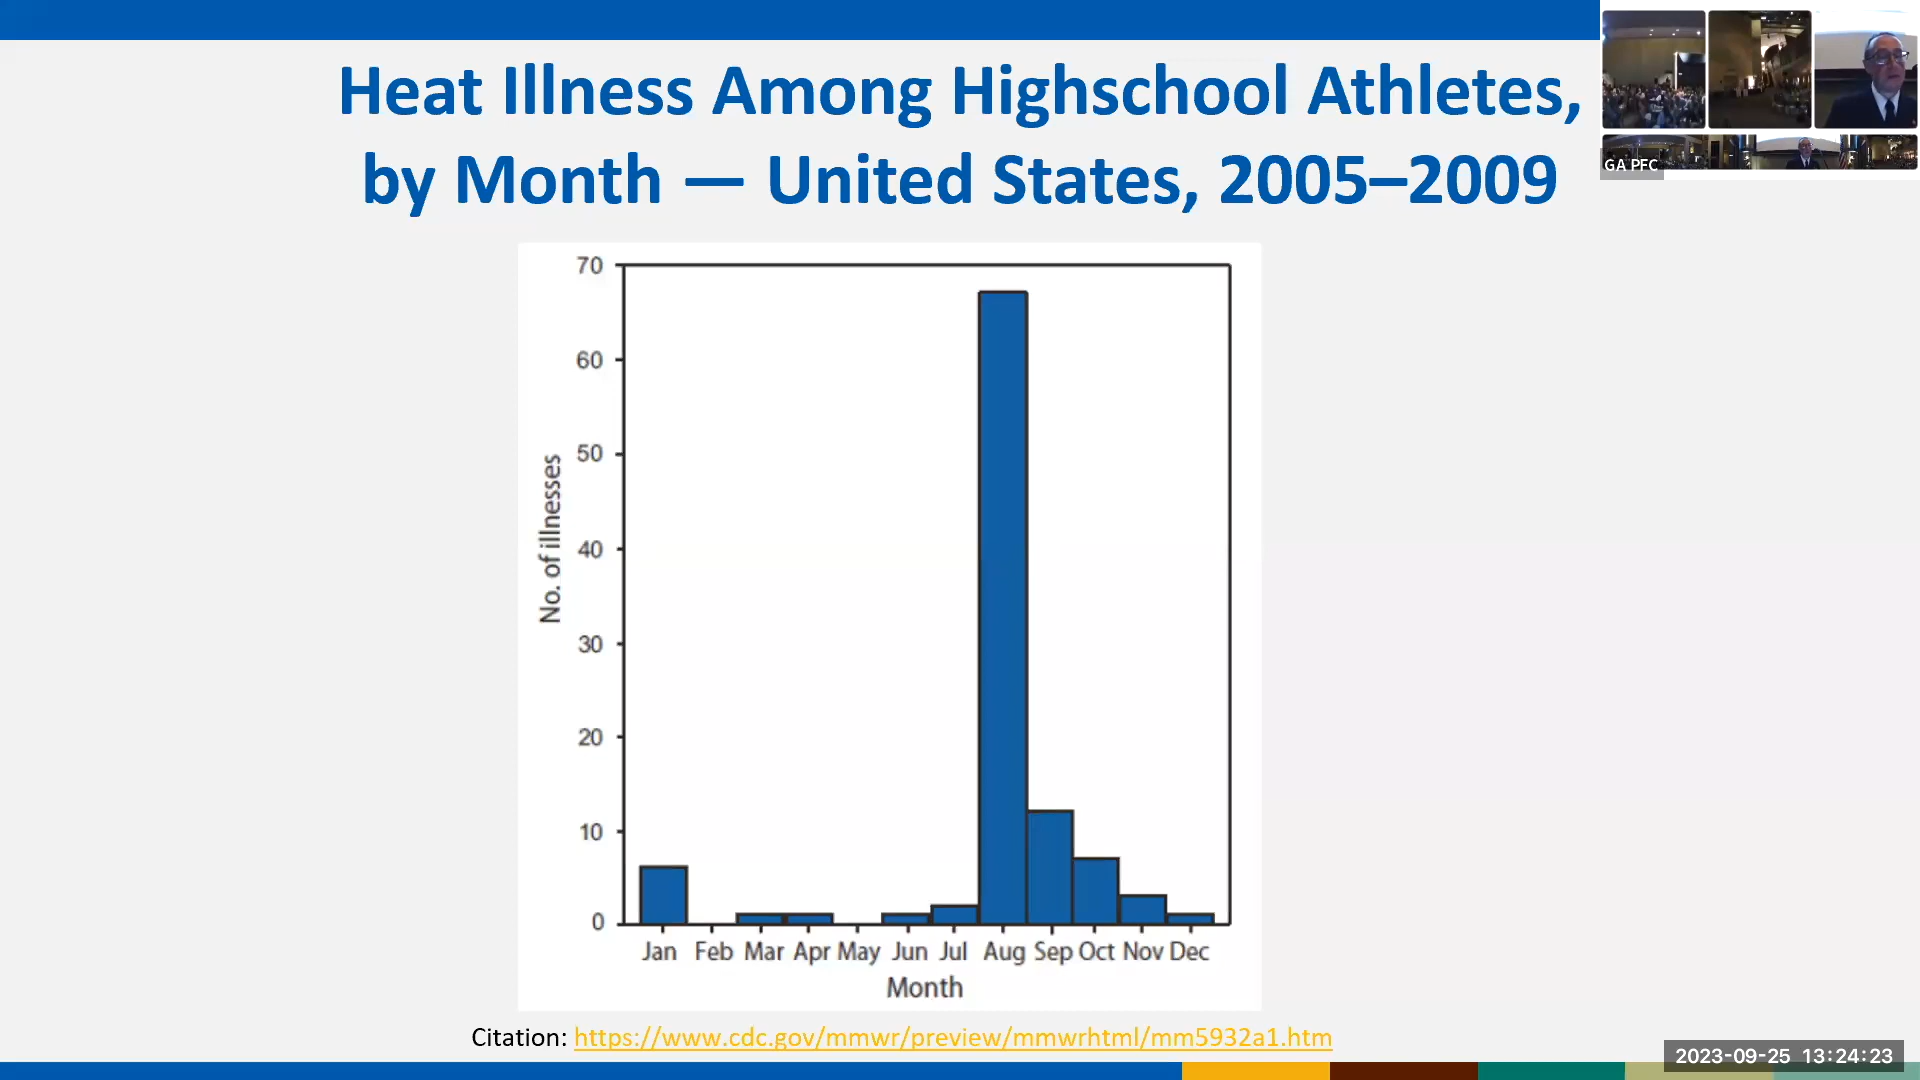 Heat Illness Among Highschool Athletes,
by Month — United States, 2005–2009
GA PFC
70
60
50
40
30
20
10
0
No. of illnesses
Jan Feb Mar Apr May Jun Jul Aug Sep Oct Nov Dec
Month
Citation: https://www.cdc.gov/mmwr/preview/mmwrhtml/mm5932a1.htm
2023-09-25 13:24:23